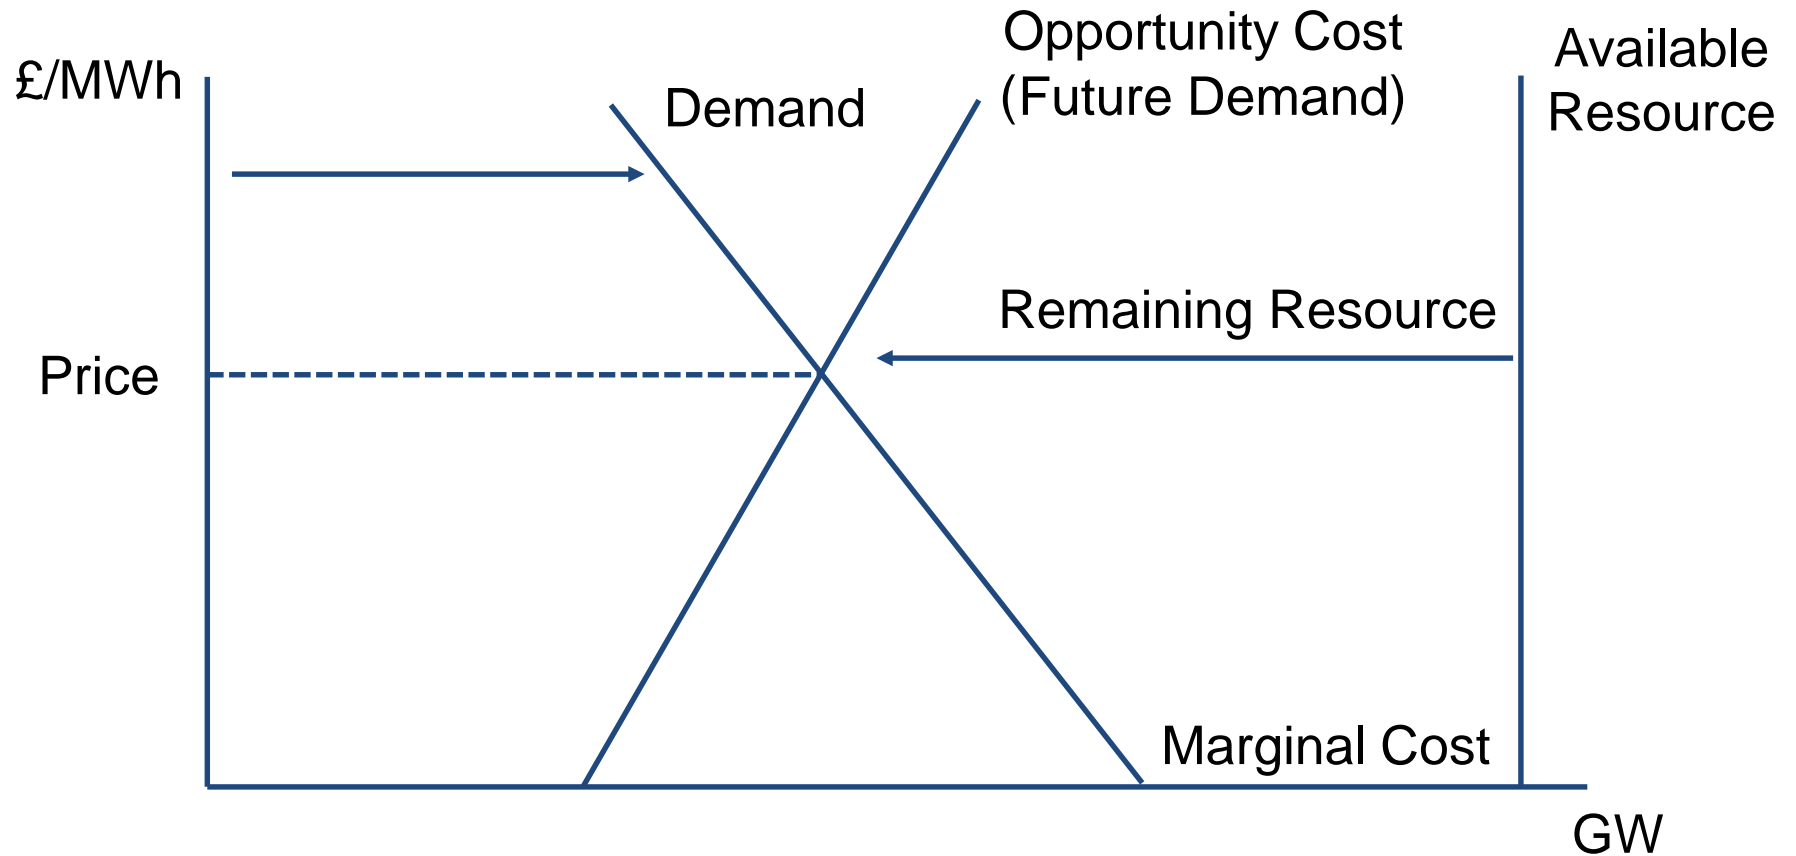 Opportunity Cost
(Future Demand)
Available
Resource
£/MWh
Demand
Remaining Resource
Price
Marginal Cost
GW